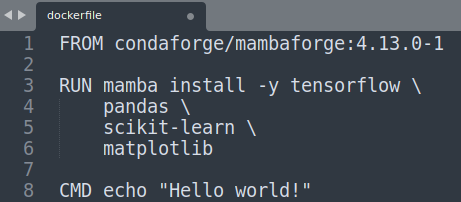 dockerfile
1 FROM condaforge/mambaforge:4.13.0-1
2
3 RUN mamba install -y tensorflow \
4     pandas \
5     scikit-learn \
6     matplotlib
7
8 CMD echo "Hello world!"